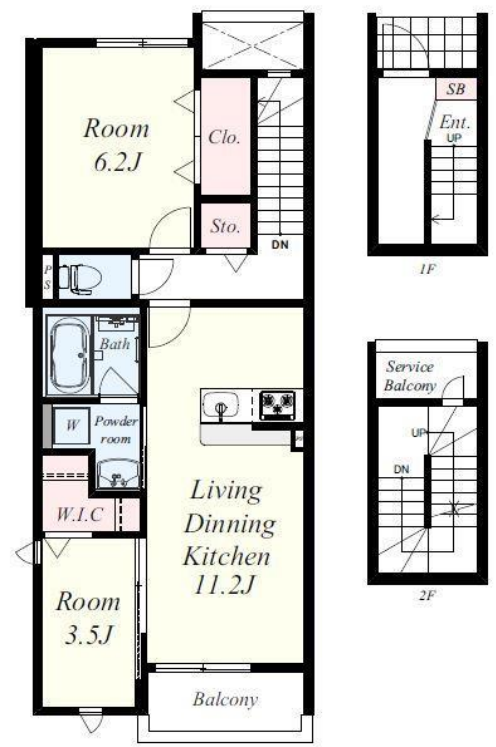 Room
6.2J
Clo.
Sto.
DN
PS
Bath
W
Powder
room
W.I.C
Living
Dinning
Kitchen
11.2J
Room
3.5J
Balcony
SB
Ent.
UP
1F
Service
Balcony
UP
DN
2F